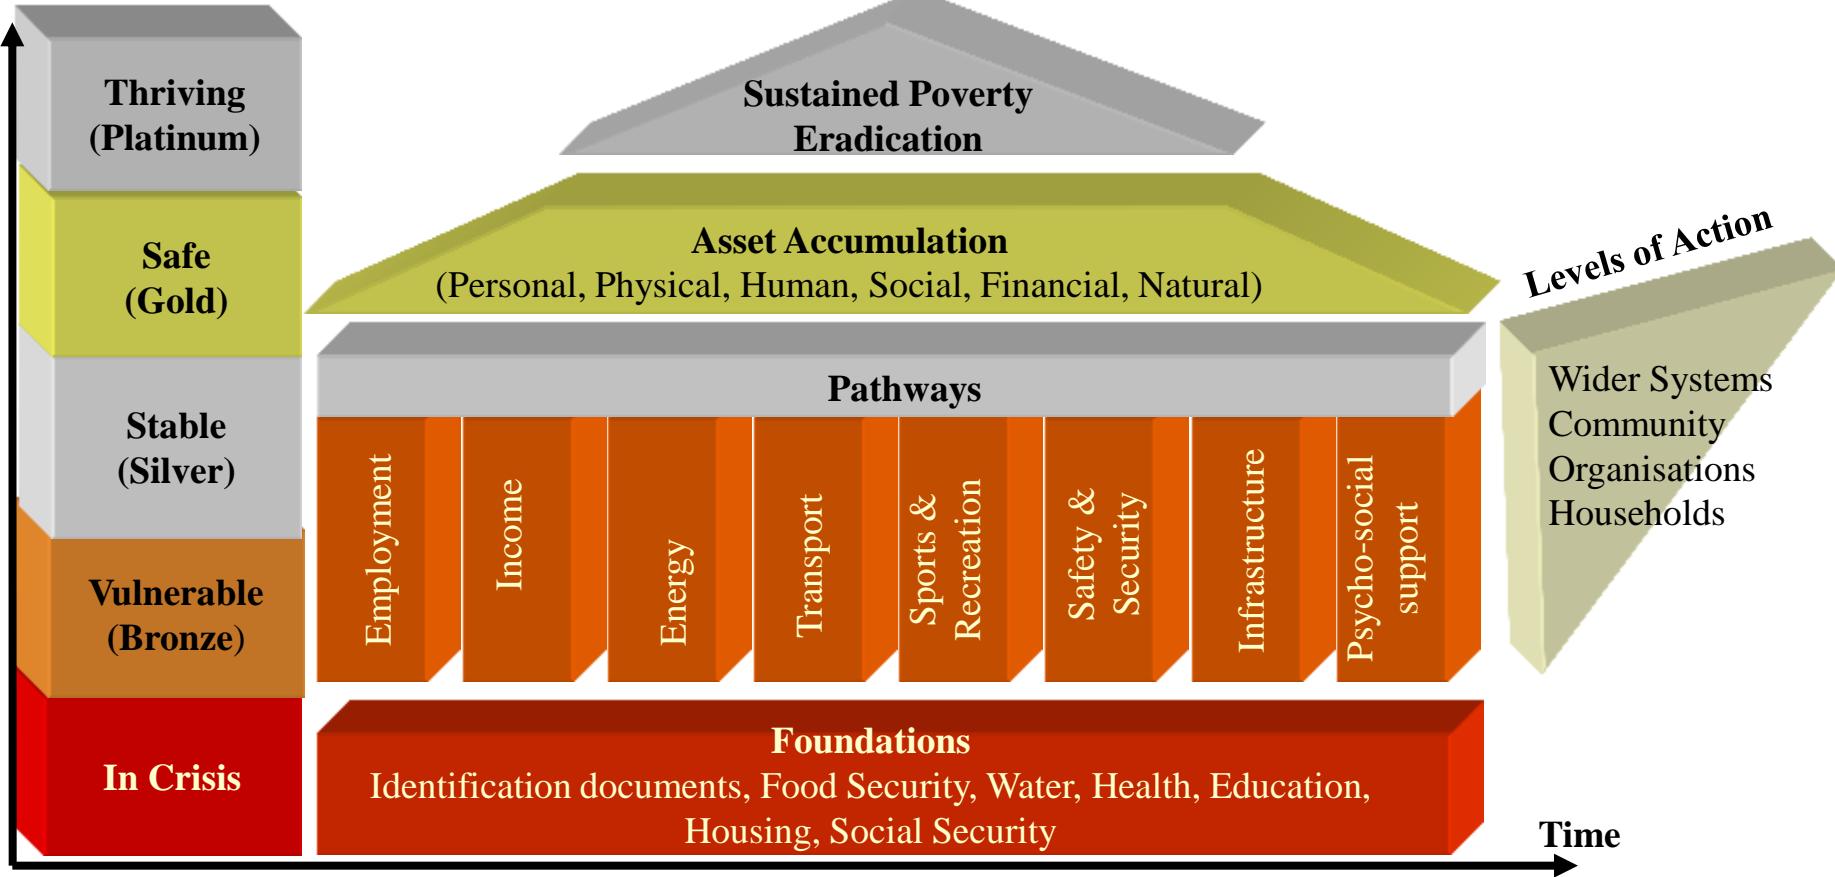 Thriving
(Platinum)
Safe
(Gold)
Stable
(Silver)
Vulnerable
(Bronze)
In Crisis
Sustained Poverty
Eradication
Asset Accumulation
(Personal, Physical, Human, Social, Financial, Natural)
Pathways
Employment
Income
Energy
Transport
Sports &
Recreation
Safety &
Security
Infrastructure
Psycho-social
support
Foundations
Identification documents, Food Security, Water, Health, Education,
Housing, Social Security
Levels of Action
Wider Systems
Community
Organisations
Households
Time